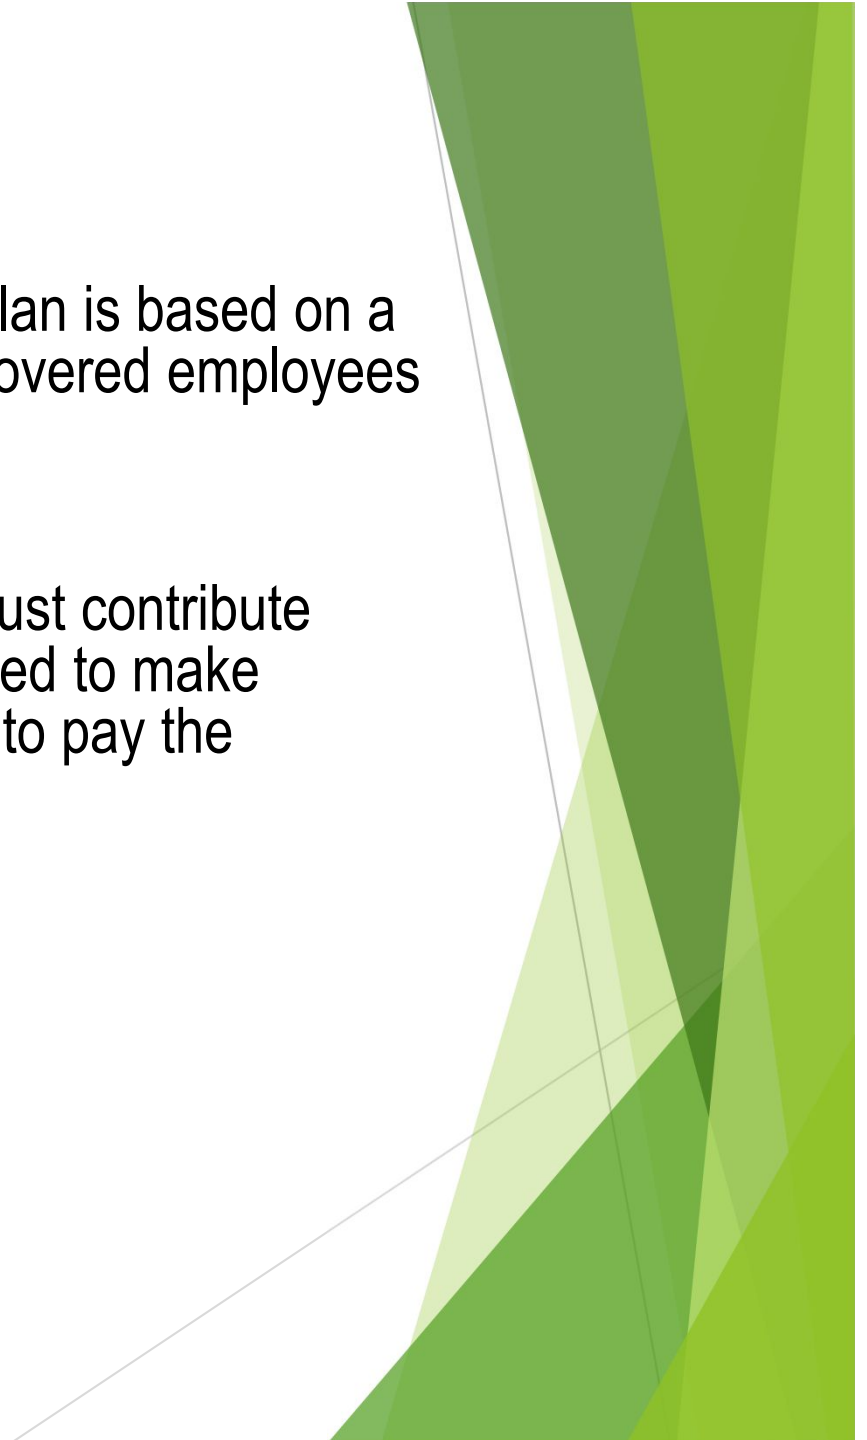 lan is based on a
overed employees
ust contribute
ed to make
to pay the